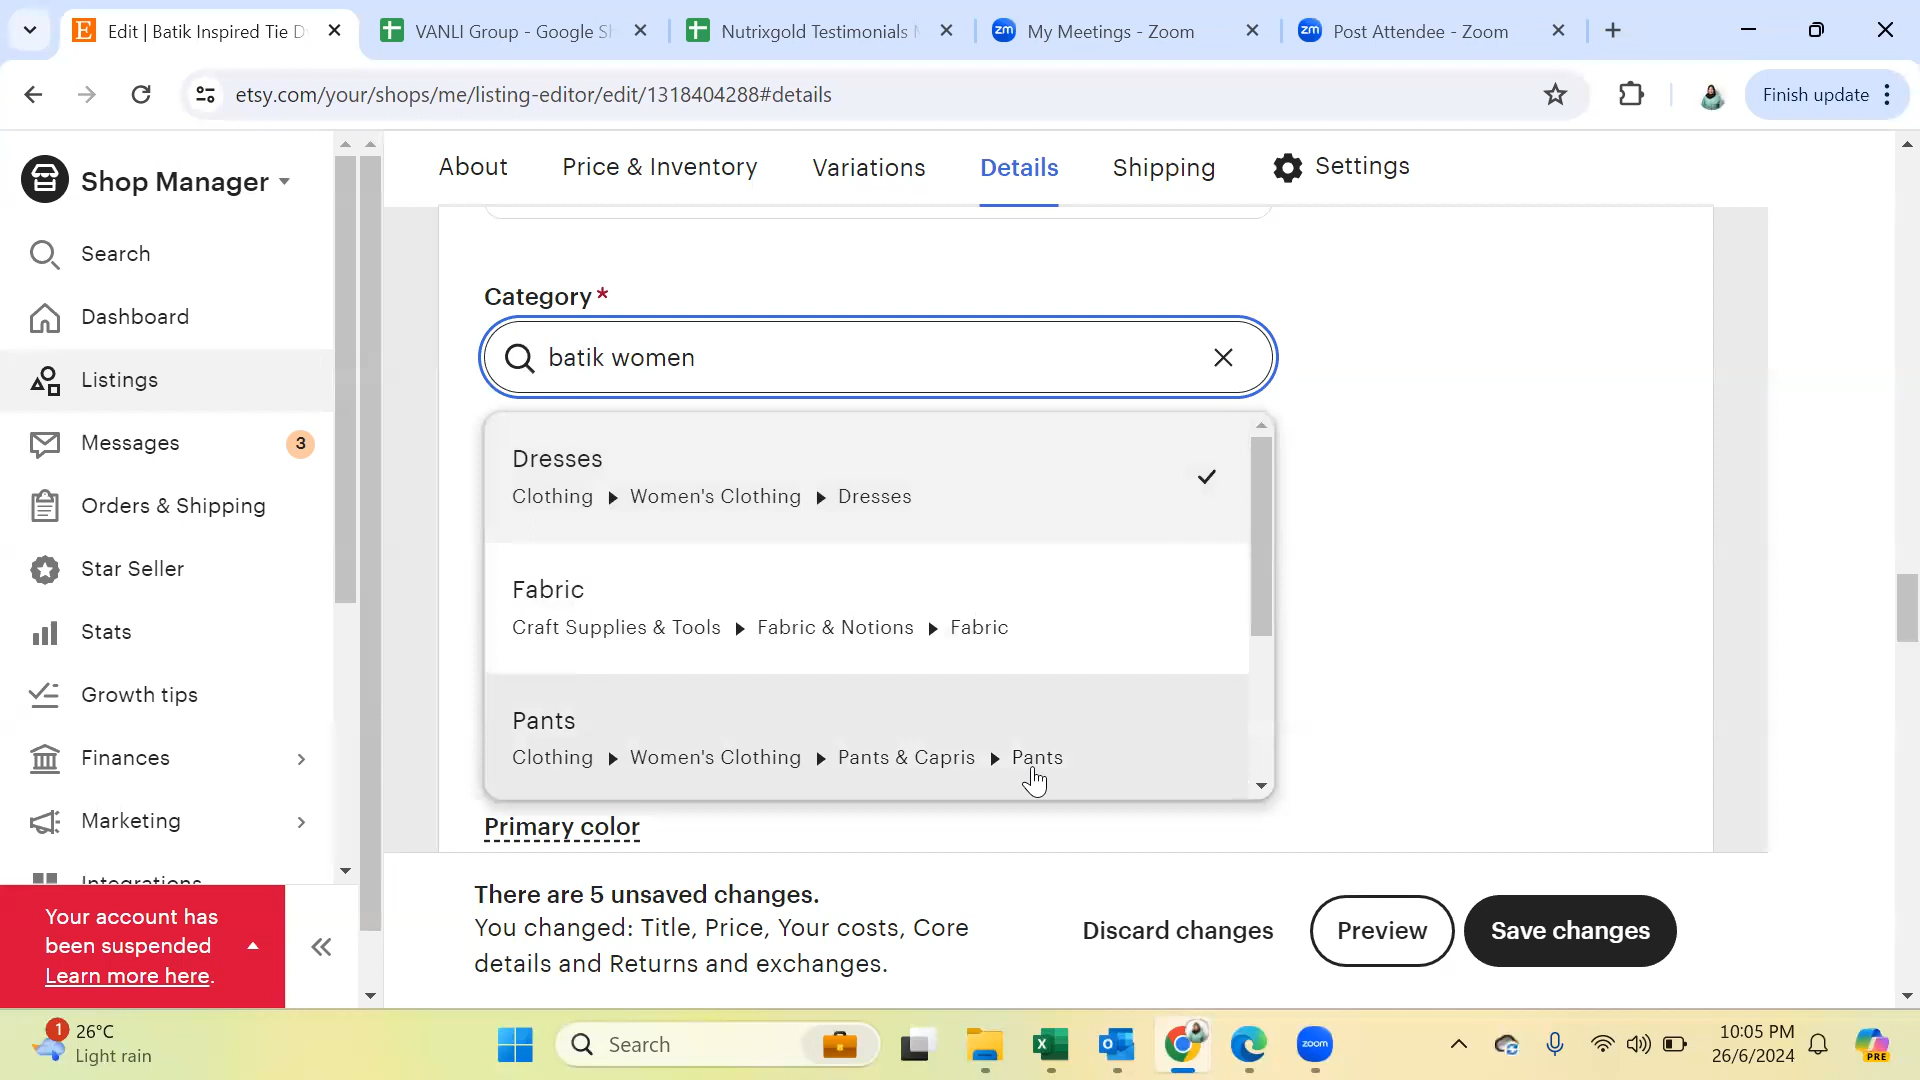 Edit | Batik Inspired Tie D
VANLI Group - Google Sh
Nutrixgold Testimonials
My Meetings - Zoom
Post Attendee - Zoom
etsy.com/your/shops/me/listing-editor/edit/1318404288#details
Finish update
Shop Manager
Search
Dashboard
Listings
Messages
3
Orders & Shipping
Star Seller
Stats
Growth tips
Finances
Marketing
Integrations
Your account has
been suspended
Learn more here.
About
Price & Inventory
Variations
Details
Shipping
Settings
Category*
batik women
Dresses
Clothing ▶ Women's Clothing ▶ Dresses
Fabric
Craft Supplies & Tools ▶ Fabric & Notions ▶ Fabric
Pants
Clothing ▶ Women's Clothing ▶ Pants & Capris ▶ Pants
Primary color
There are 5 unsaved changes.
You changed: Title, Price, Your costs, Core
details and Returns and exchanges.
Discard changes
Preview
Save changes
1
26°C
Light rain
Search
zoom
10:05 PM
26/6/2024
PRE